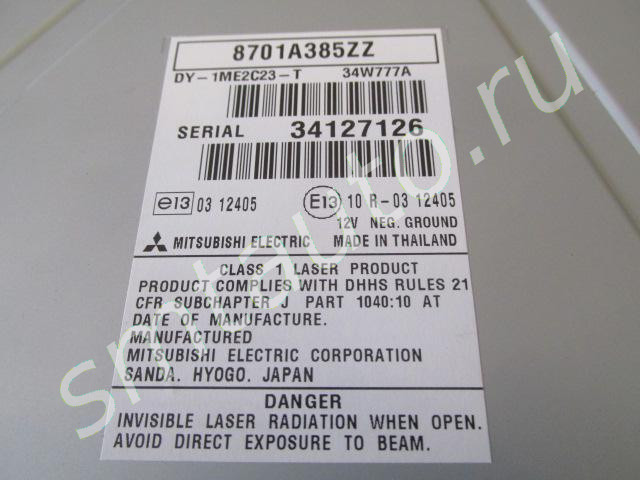 8701A385ZZ
DY-1ME2C23-T 34W777A
SERIAL 34127126
e13 03 12405 E13 10 R-03 12405
12V NEG. GROUND
MITSUBISHI ELECTRIC MADE IN THAILAND
CLASS 1 LASER PRODUCT
PRODUCT COMPLIES WITH DHHS RULES 21
CFR SUBCHAPTER J PART 1040:10 AT
DATE OF MANUFACTURE.
MANUFACTURED
MITSUBISHI ELECTRIC CORPORATION
SANDA. HYOGO. JAPAN
DANGER
INVISIBLE LASER RADIATION WHEN OPEN.
AVOID DIRECT EXPOSURE TO BEAM.
smtauto.ru